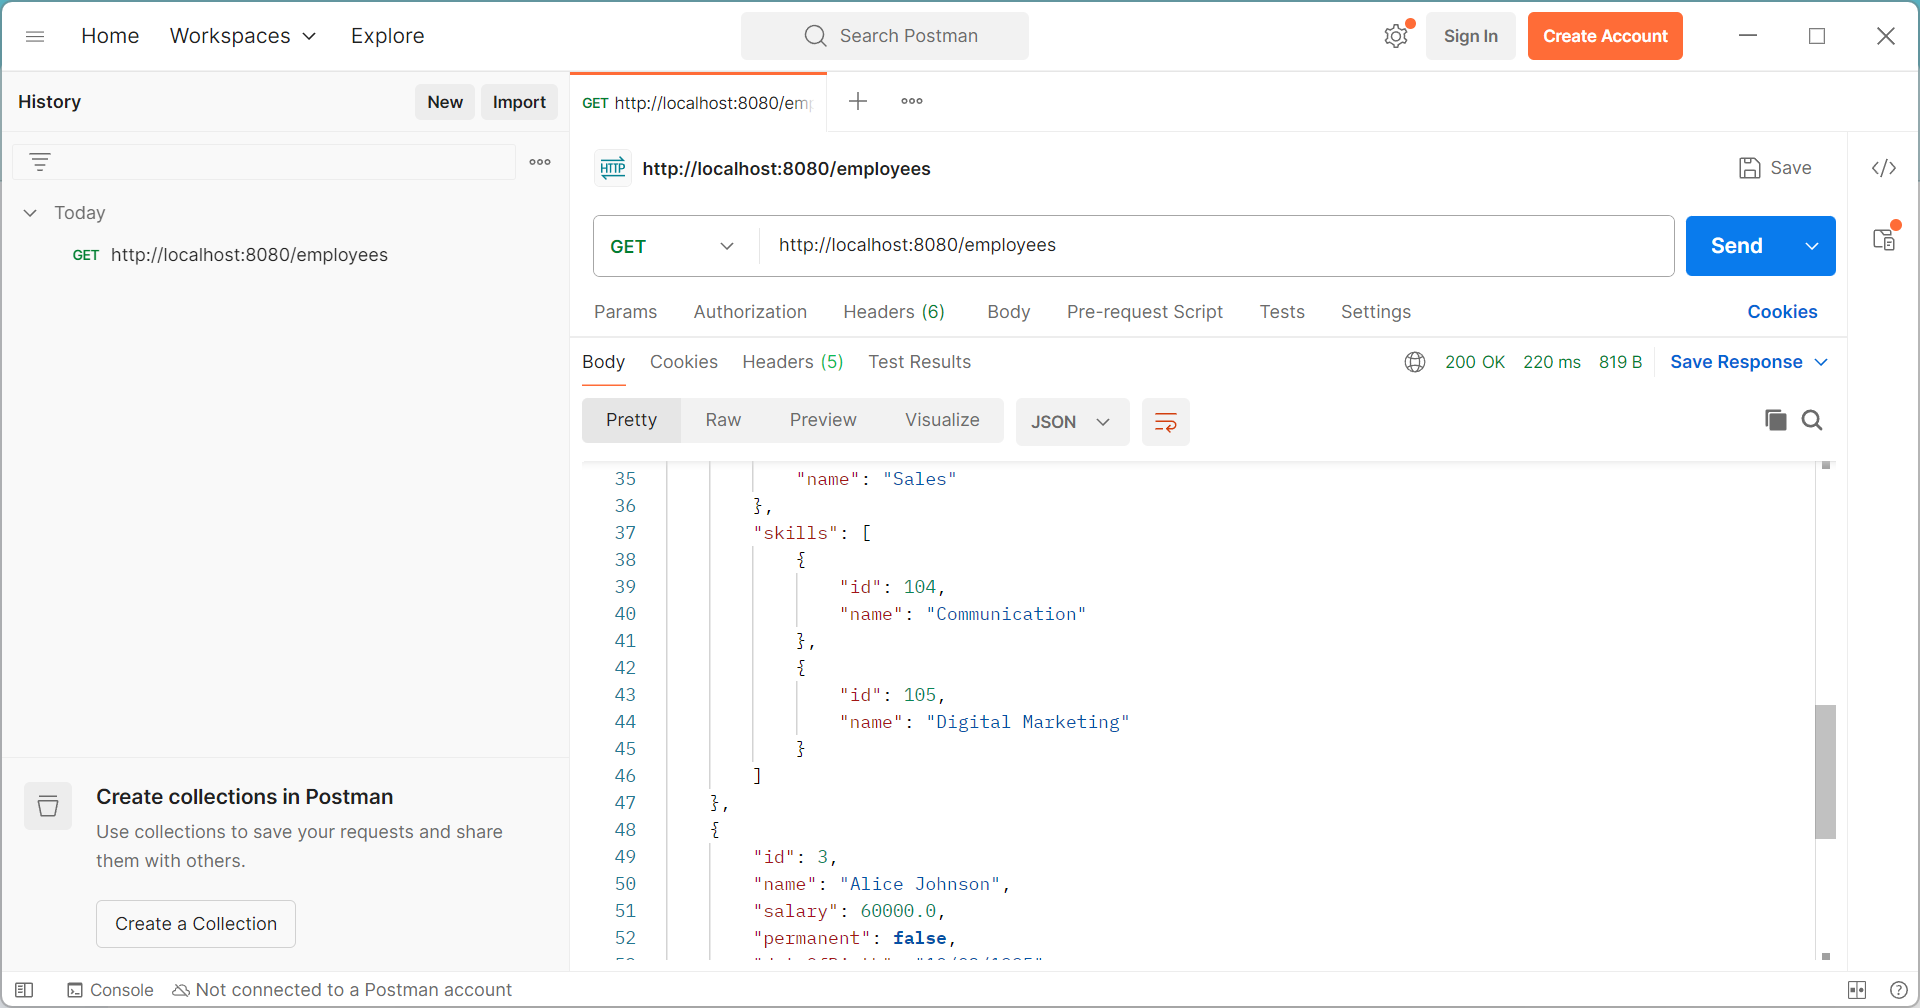 Home Workspaces Explore Search Postman Sign In Create Account
History New Import
GET http://localhost:8080/em
Today
GET http://localhost:8080/employees
Create collections in Postman
Use collections to save your requests and share
them with others.
Create a Collection
HTTP http://localhost:8080/employees Save </>
GET http://localhost:8080/employees Send
Params Authorization Headers (6) Body Pre-request Script Tests Settings Cookies
Body Cookies Headers (5) Test Results 200 OK 220 ms 819 B Save Response
Pretty Raw Preview Visualize JSON
35 "name": "Sales"
36 },
37 "skills": [
38 {
39 "id": 104,
40 "name": "Communication"
41 },
42 {
43 "id": 105,
44 "name": "Digital Marketing"
45 }
46 ]
47 },
48 {
49 "id": 3,
50 "name": "Alice Johnson",
51 "salary": 60000.0,
52 "permanent": false,
Console Not connected to a Postman account